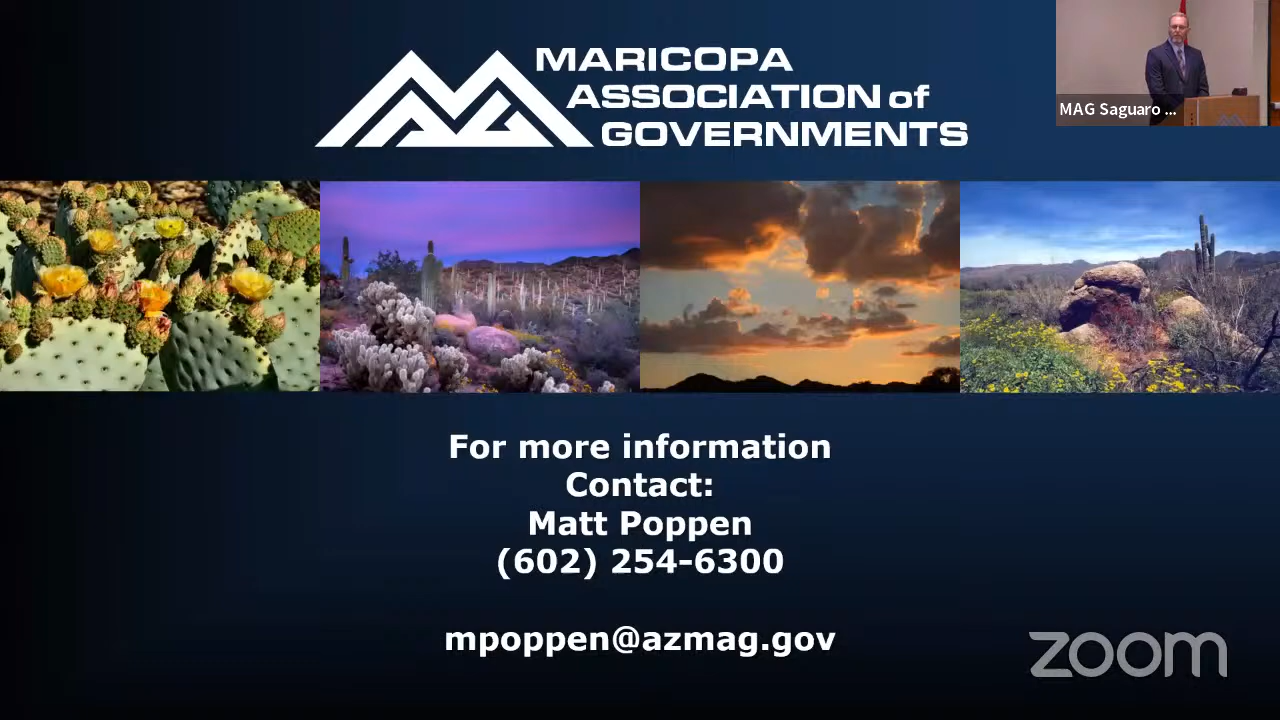 MARICOPA
ASSOCIATION of
GOVERNMENTS
MAG Saguaro ...
For more information
Contact:
Matt Poppen
(602) 254-6300
mpoppen@azmag.gov
zoom